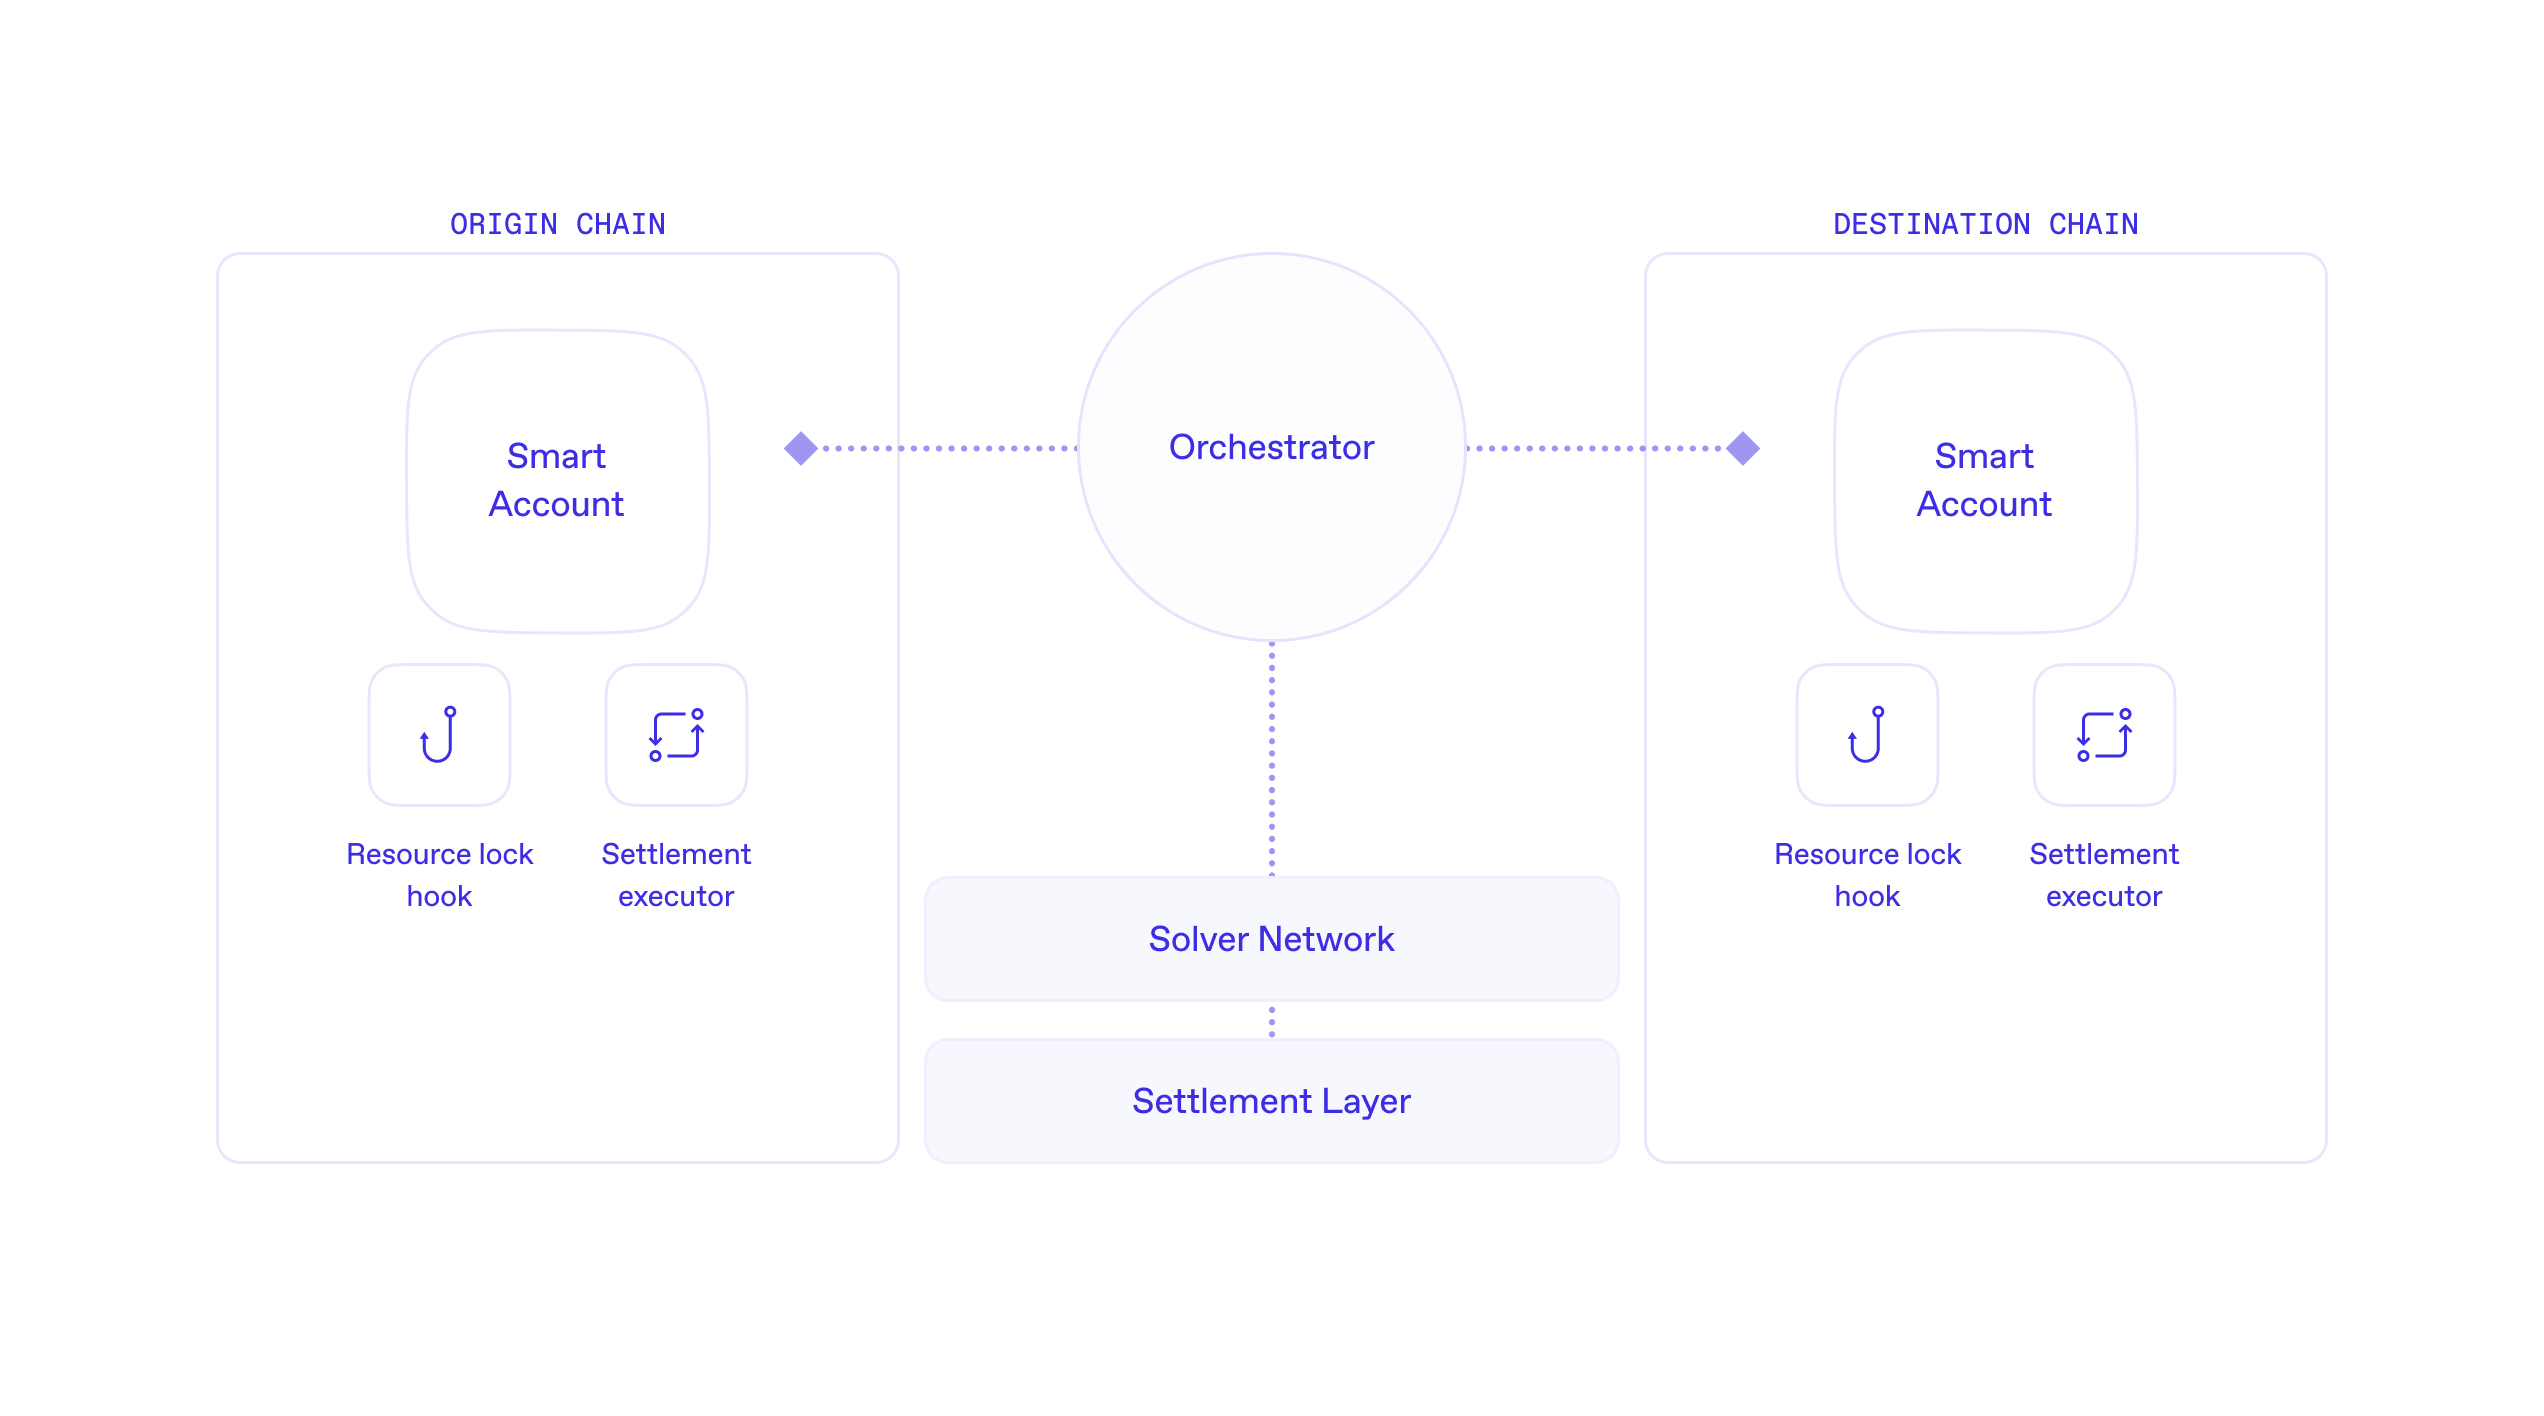 ORIGIN CHAIN
Smart
Account
Resource lock
hook
Settlement
executor
Orchestrator
Solver Network
Settlement Layer
DESTINATION CHAIN
Smart
Account
Resource lock
hook
Settlement
executor